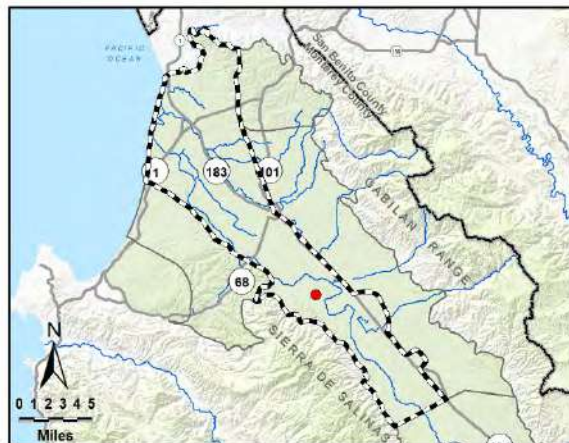 PACIFIC
OCEAN
1
San Benito County
Monterey County
1
183
101
GABILAN RANGE
68
SIERRA DE SALINAS
N
0 1 2 3 4 5
Miles